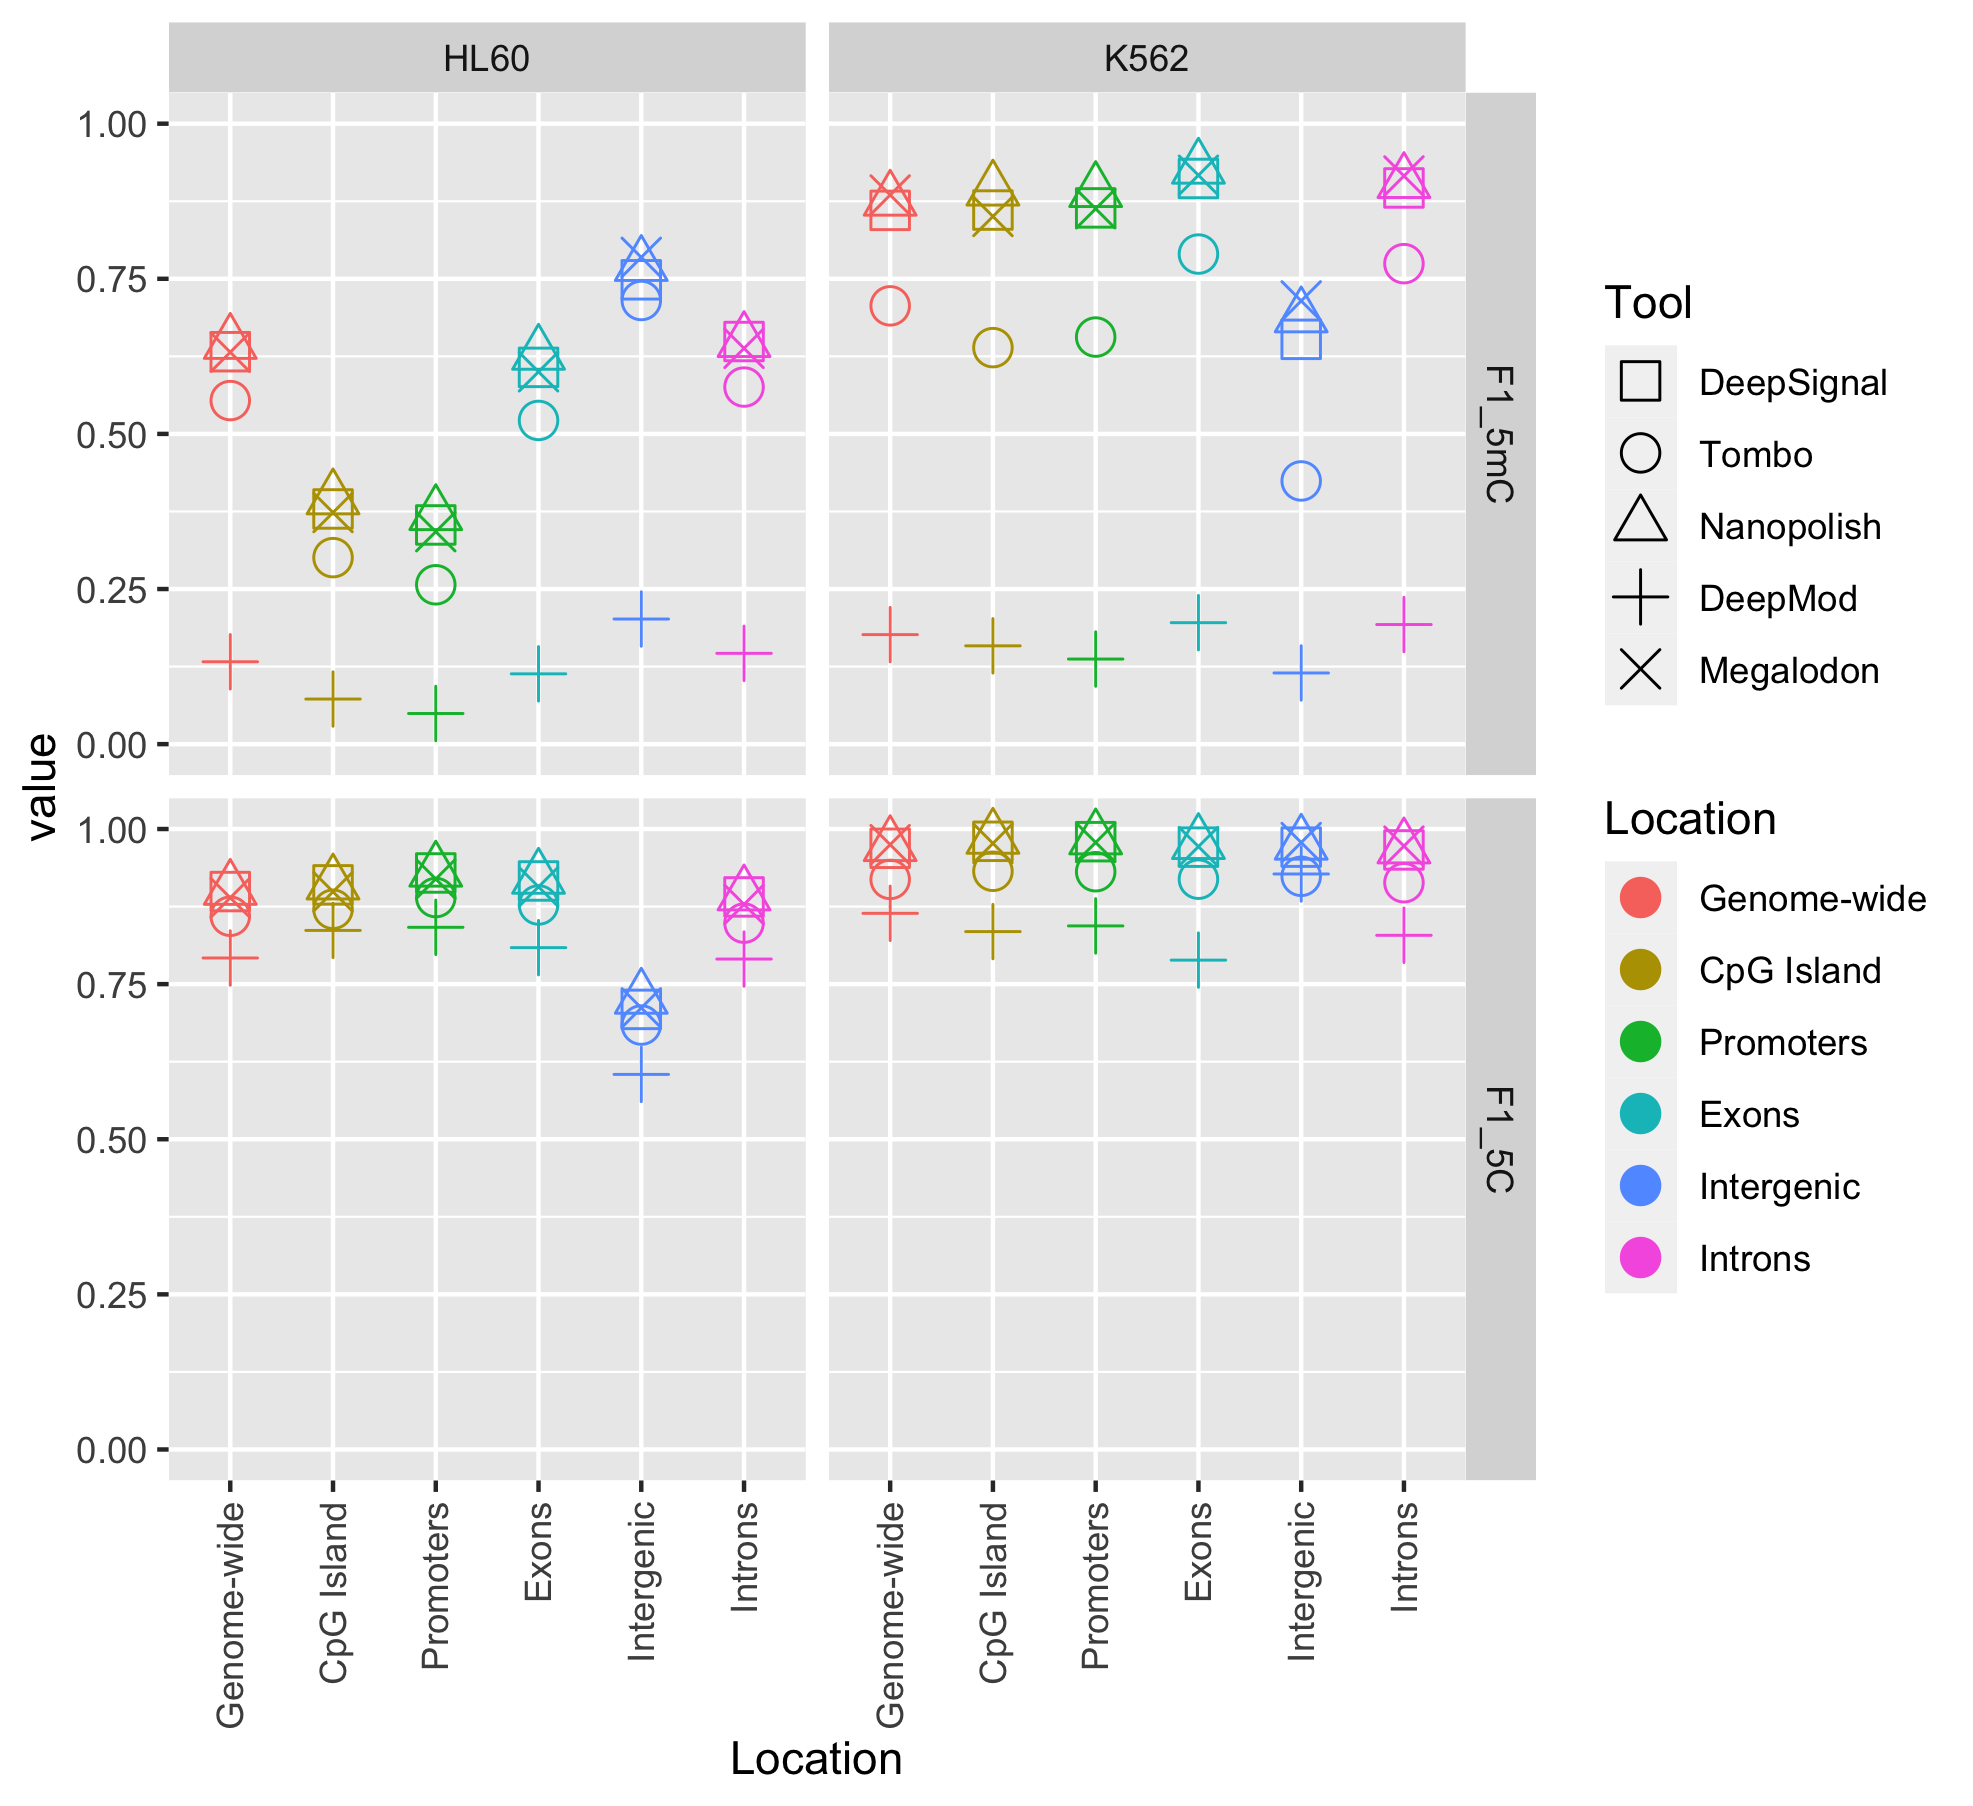 HL60
K562
1.00
0.75
0.50
0.25
0.00
F1_5mC
1.00
0.75
0.50
0.25
0.00
F1_5C
value
Genome-wide
CpG Island
Promoters
Exons
Intergenic
Introns
Genome-wide
CpG Island
Promoters
Exons
Intergenic
Introns
Location
Tool
DeepSignal
Tombo
Nanopolish
DeepMod
Megalodon
Location
Genome-wide
CpG Island
Promoters
Exons
Intergenic
Introns